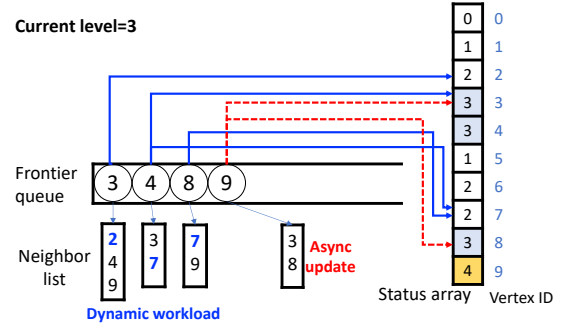 Current level=3
0 0
1 1
2 2
3 3
3 4
1 5
2 6
2 7
3 8
4 9
Status array Vertex ID
Frontier
queue
3 4 8 9
Neighbor
list
2
4
9
3
7
7
9
3
8
Async
update
Dynamic workload